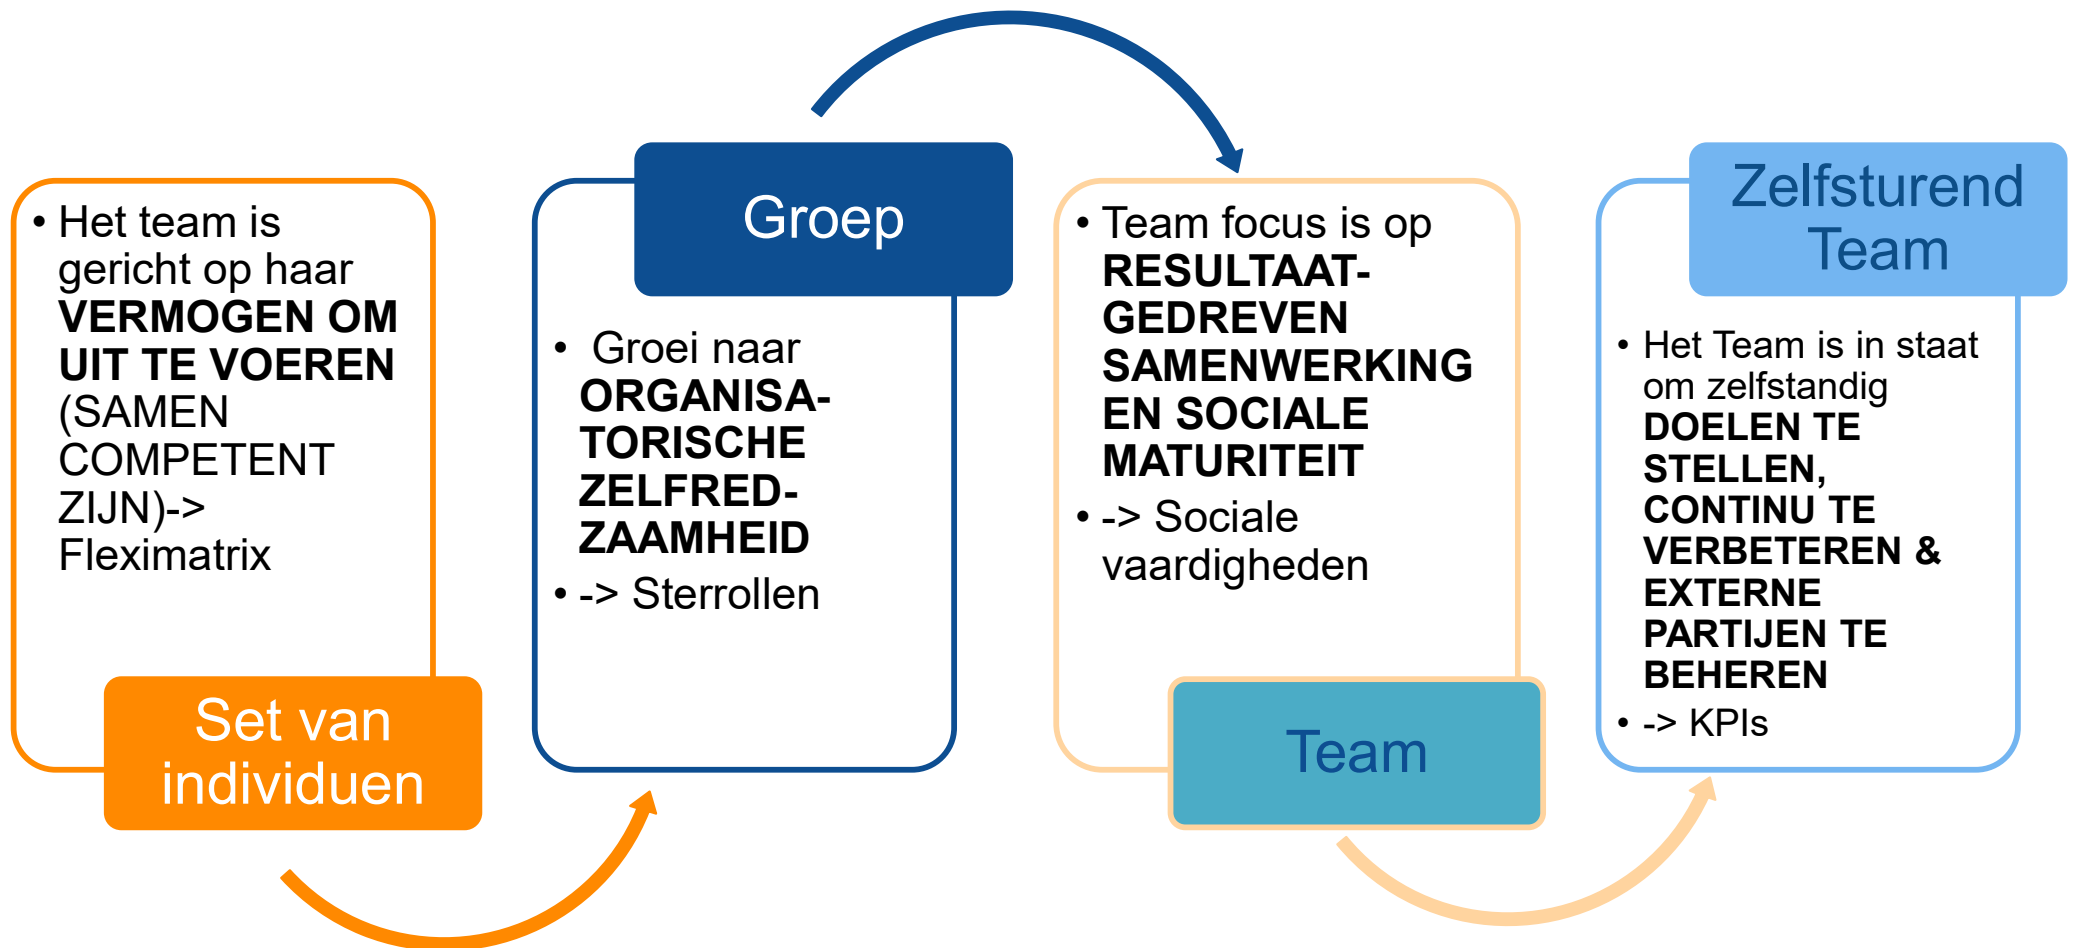 • Het team is
gericht op haar
VERMOGEN OM
UIT TE VOEREN
(SAMEN
COMPETENT
ZIJN)->
Fleximatrix
Set van
individuen
Groep
• Groei naar
ORGANISA-
TORISCHE
ZELFRED-
ZAAMHEID
• -> Sterrollen
• Team focus is op
RESULTAAT-
GEDREVEN
SAMENWERKING
EN SOCIALE
MATURITEIT
• -> Sociale
vaardigheden
Team
Zelfsturend
Team
• Het Team is in staat
om zelfstandig
DOELEN TE
STELLEN,
CONTINU TE
VERBETEREN &
EXTERNE
PARTIJEN TE
BEHEREN
• -> KPIs